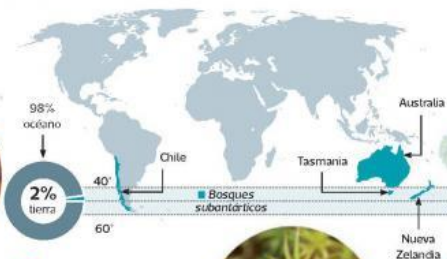 98%
océano
2%
tierra
40°
60°
Chile
Bosques
subantárticos
Tasmania
Australia
Nueva
Zelandia